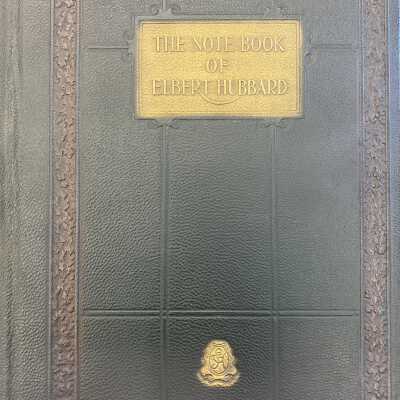 THE NOTE BOOK
OF
ELBERT HUBBARD